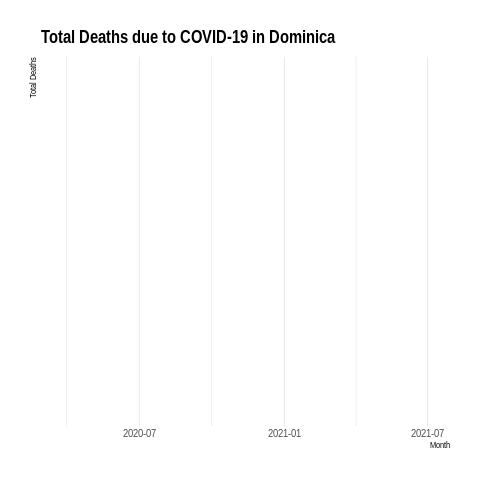 Total Deaths due to COVID-19 in Dominica
Total Deaths
2020-07 2021-01 2021-07
Month